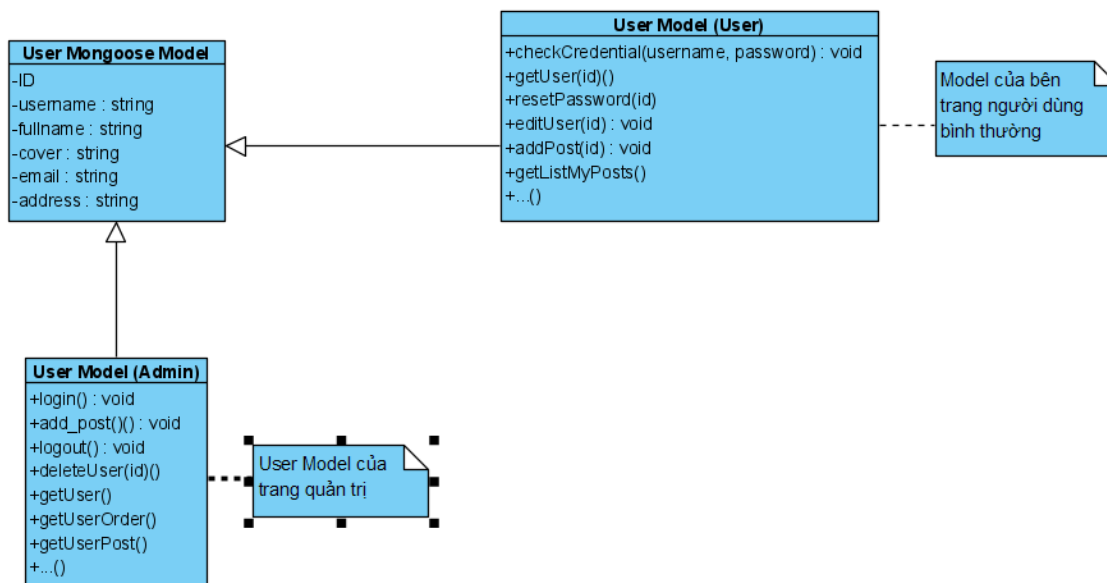 User Mongoose Model
-ID
-username : string
-fullname : string
-cover : string
-email : string
-address : string
User Model (User)
+checkCredential(username, password) : void
+getUser(id)()
+resetPassword(id)
+editUser(id) : void
+addPost(id) : void
+getListMyPosts()
+...()
Model của bên
trang người dùng
bình thường
User Model (Admin)
+login() : void
+add_post()() : void
+logout() : void
+deleteUser(id)()
+getUser()
+getUserOrder()
+getUserPost()
+...()
User Model của
trang quản trị